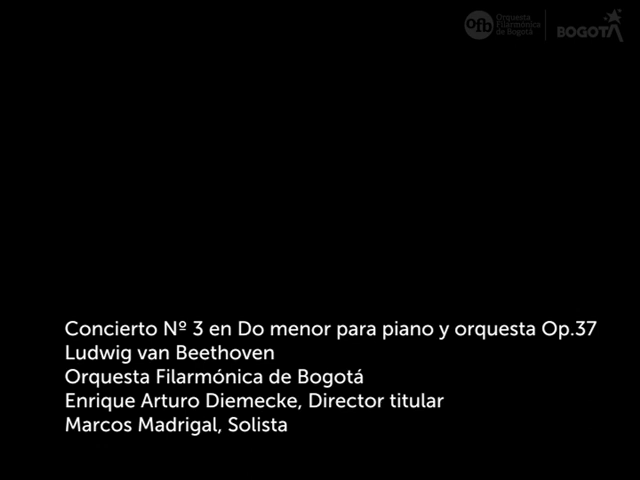 ofb Orquesta
Filarmónica
de Bogotá
BOGOTÁ
Concierto Nº 3 en Do menor para piano y orquesta Op.37
Ludwig van Beethoven
Orquesta Filarmónica de Bogotá
Enrique Arturo Diemecke, Director titular
Marcos Madrigal, Solista